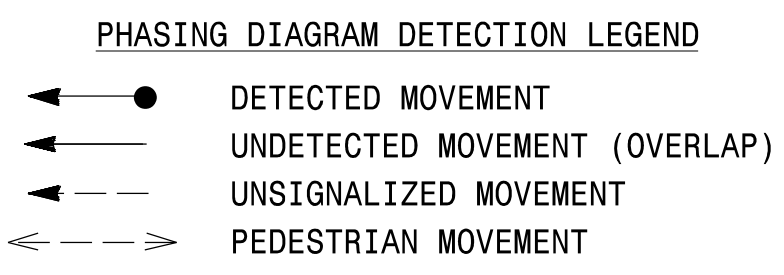 PHASING DIAGRAM DETECTION LEGEND
DETECTED MOVEMENT
UNDETECTED MOVEMENT (OVERLAP)
UNSIGNALIZED MOVEMENT
PEDESTRIAN MOVEMENT